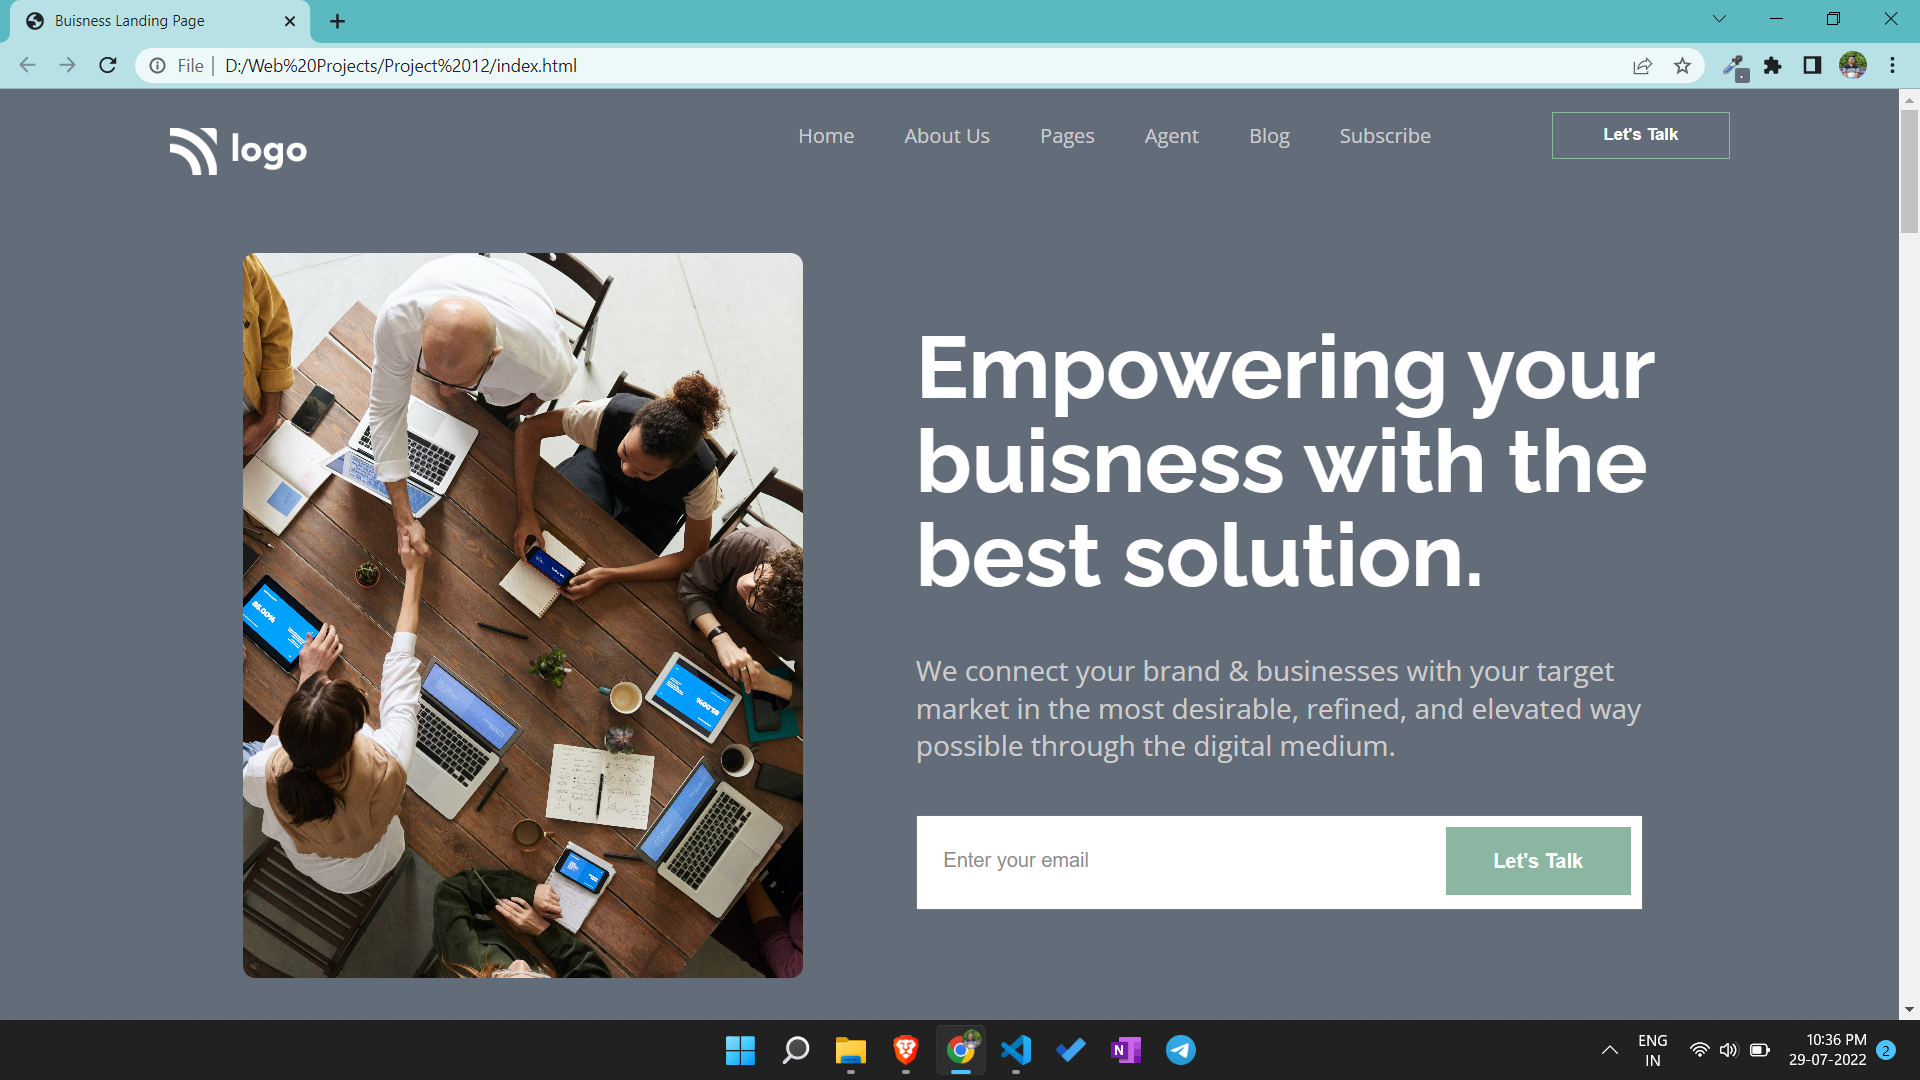 Buisness Landing Page
File
D:/Web%20Projects/Project%2012/index.html
logo
Home
About Us
Pages
Agent
Blog
Subscribe
Let's Talk
Empowering your
buisness with the
best solution.
We connect your brand & businesses with your target
market in the most desirable, refined, and elevated way
possible through the digital medium.
Enter your email
Let's Talk
ENG
IN
10:36 PM
29-07-2022
2